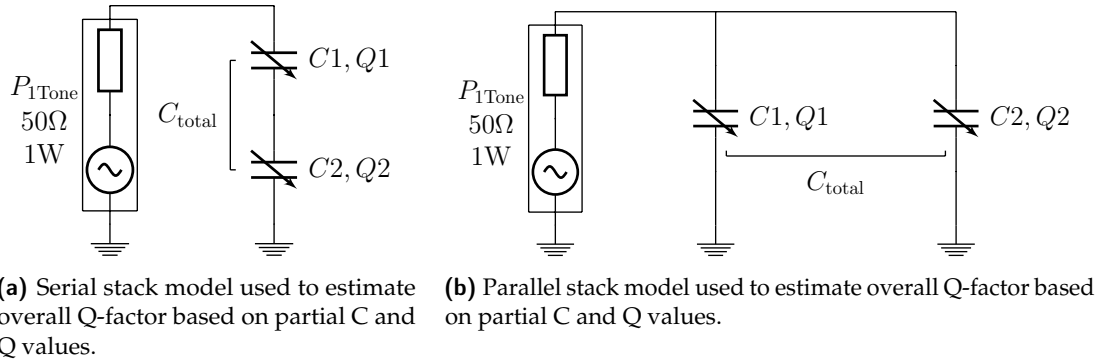 P1Tone
50Ω
1W
C1, Q1
Ctotal
C2, Q2
P1Tone
50Ω
1W
C1, Q1
C2, Q2
Ctotal
(a) Serial stack model used to estimate
overall Q-factor based on partial C and
Q values.
(b) Parallel stack model used to estimate overall Q-factor based
on partial C and Q values.